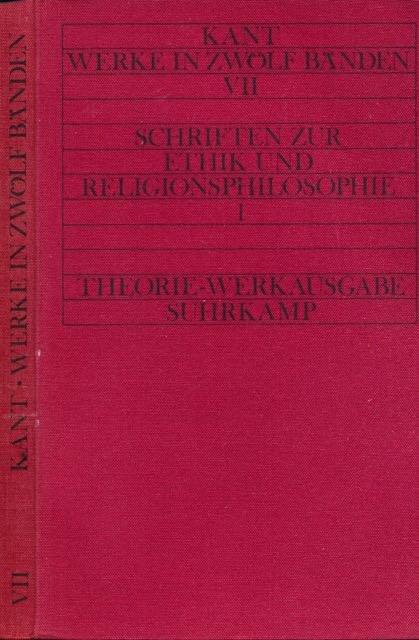 KANT
WERKE IN ZWÖLF BÄNDEN
VII
SCHRIFTEN ZUR
ETHIK UND
RELIGIONSPHILOSOPHIE
I
THEORIE-WERKAUSGABE
SUHRKAMP
KANT · WERKE IN ZWÖLF BÄNDEN
VII